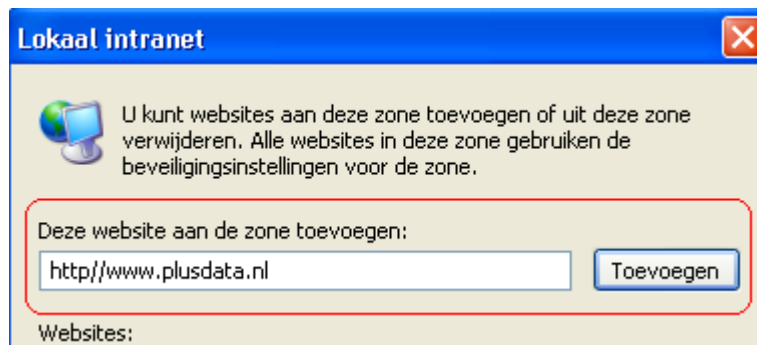 Lokaal intranet
U kunt websites aan deze zone toevoegen of uit deze zone
verwijderen. Alle websites in deze zone gebruiken de
beveiligingsinstellingen voor de zone.
Deze website aan de zone toevoegen:
http//www.plusdata.nl
Toevoegen
Websites: